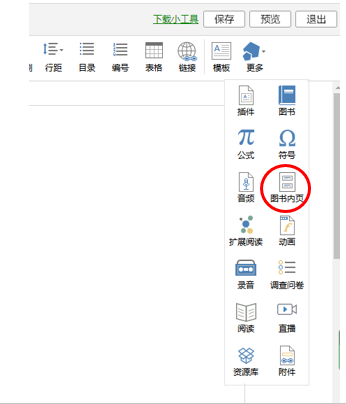 下载小工具 保存 预览 退出
行距 目录 编号 表格 链接 模板 更多
插件 图书
公式 符号
音频 图书内页
扩展阅读 动画
录音 调查问卷
阅读 直播
资源库 附件